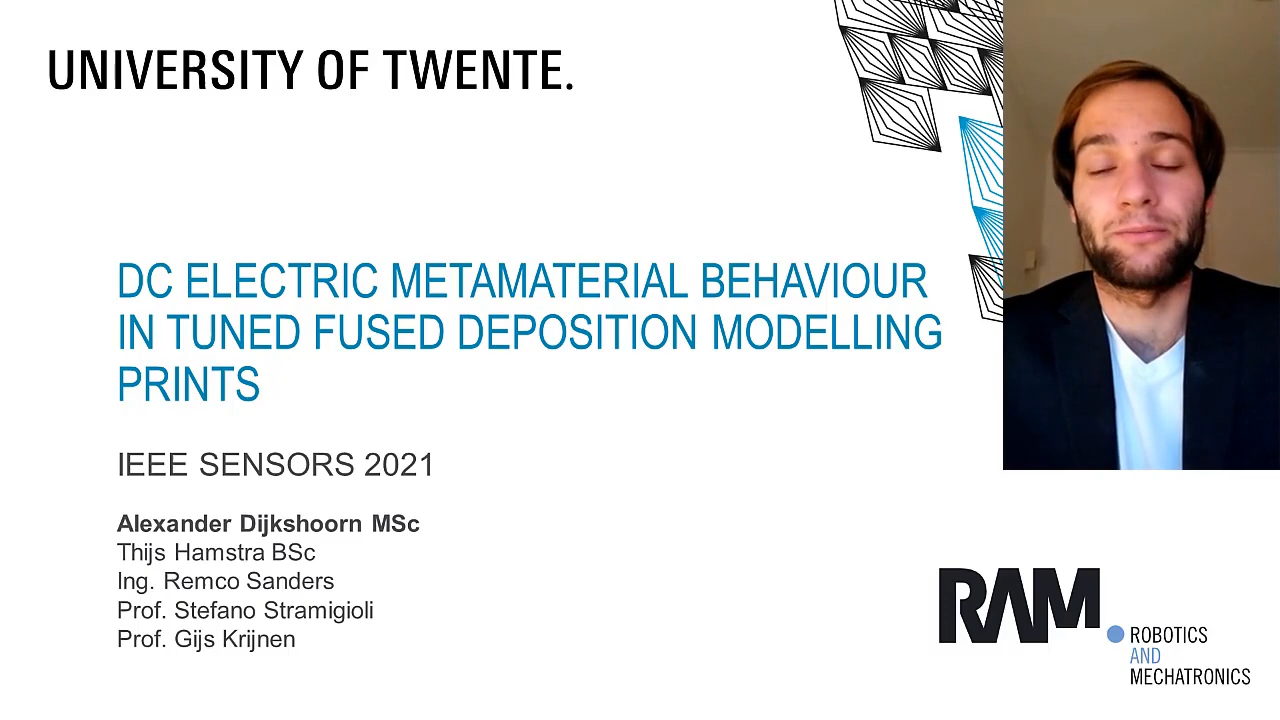 UNIVERSITY OF TWENTE.
DC ELECTRIC METAMATERIAL BEHAVIOUR
IN TUNED FUSED DEPOSITION MODELLING
PRINTS
IEEE SENSORS 2021
Alexander Dijkshoorn MSc
Thijs Hamstra BSc
Ing. Remco Sanders
Prof. Stefano Stramigioli
Prof. Gijs Krijnen
RAM
ROBOTICS
AND
MECHATRONICS